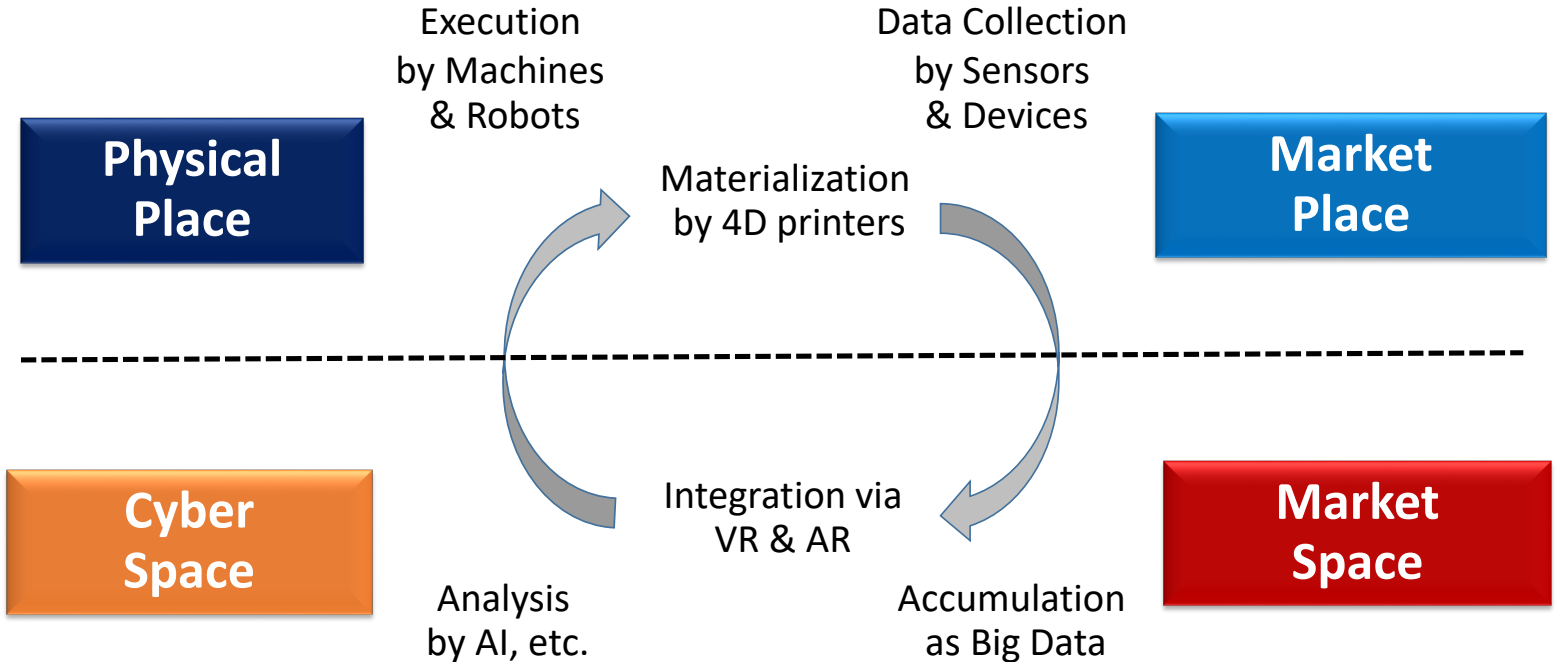 Execution
by Machines
& Robots
Data Collection
by Sensors
& Devices
Physical
Place
Materialization
by 4D printers
Market
Place
Cyber
Space
Integration via
VR & AR
Market
Space
Analysis
by AI, etc.
Accumulation
as Big Data